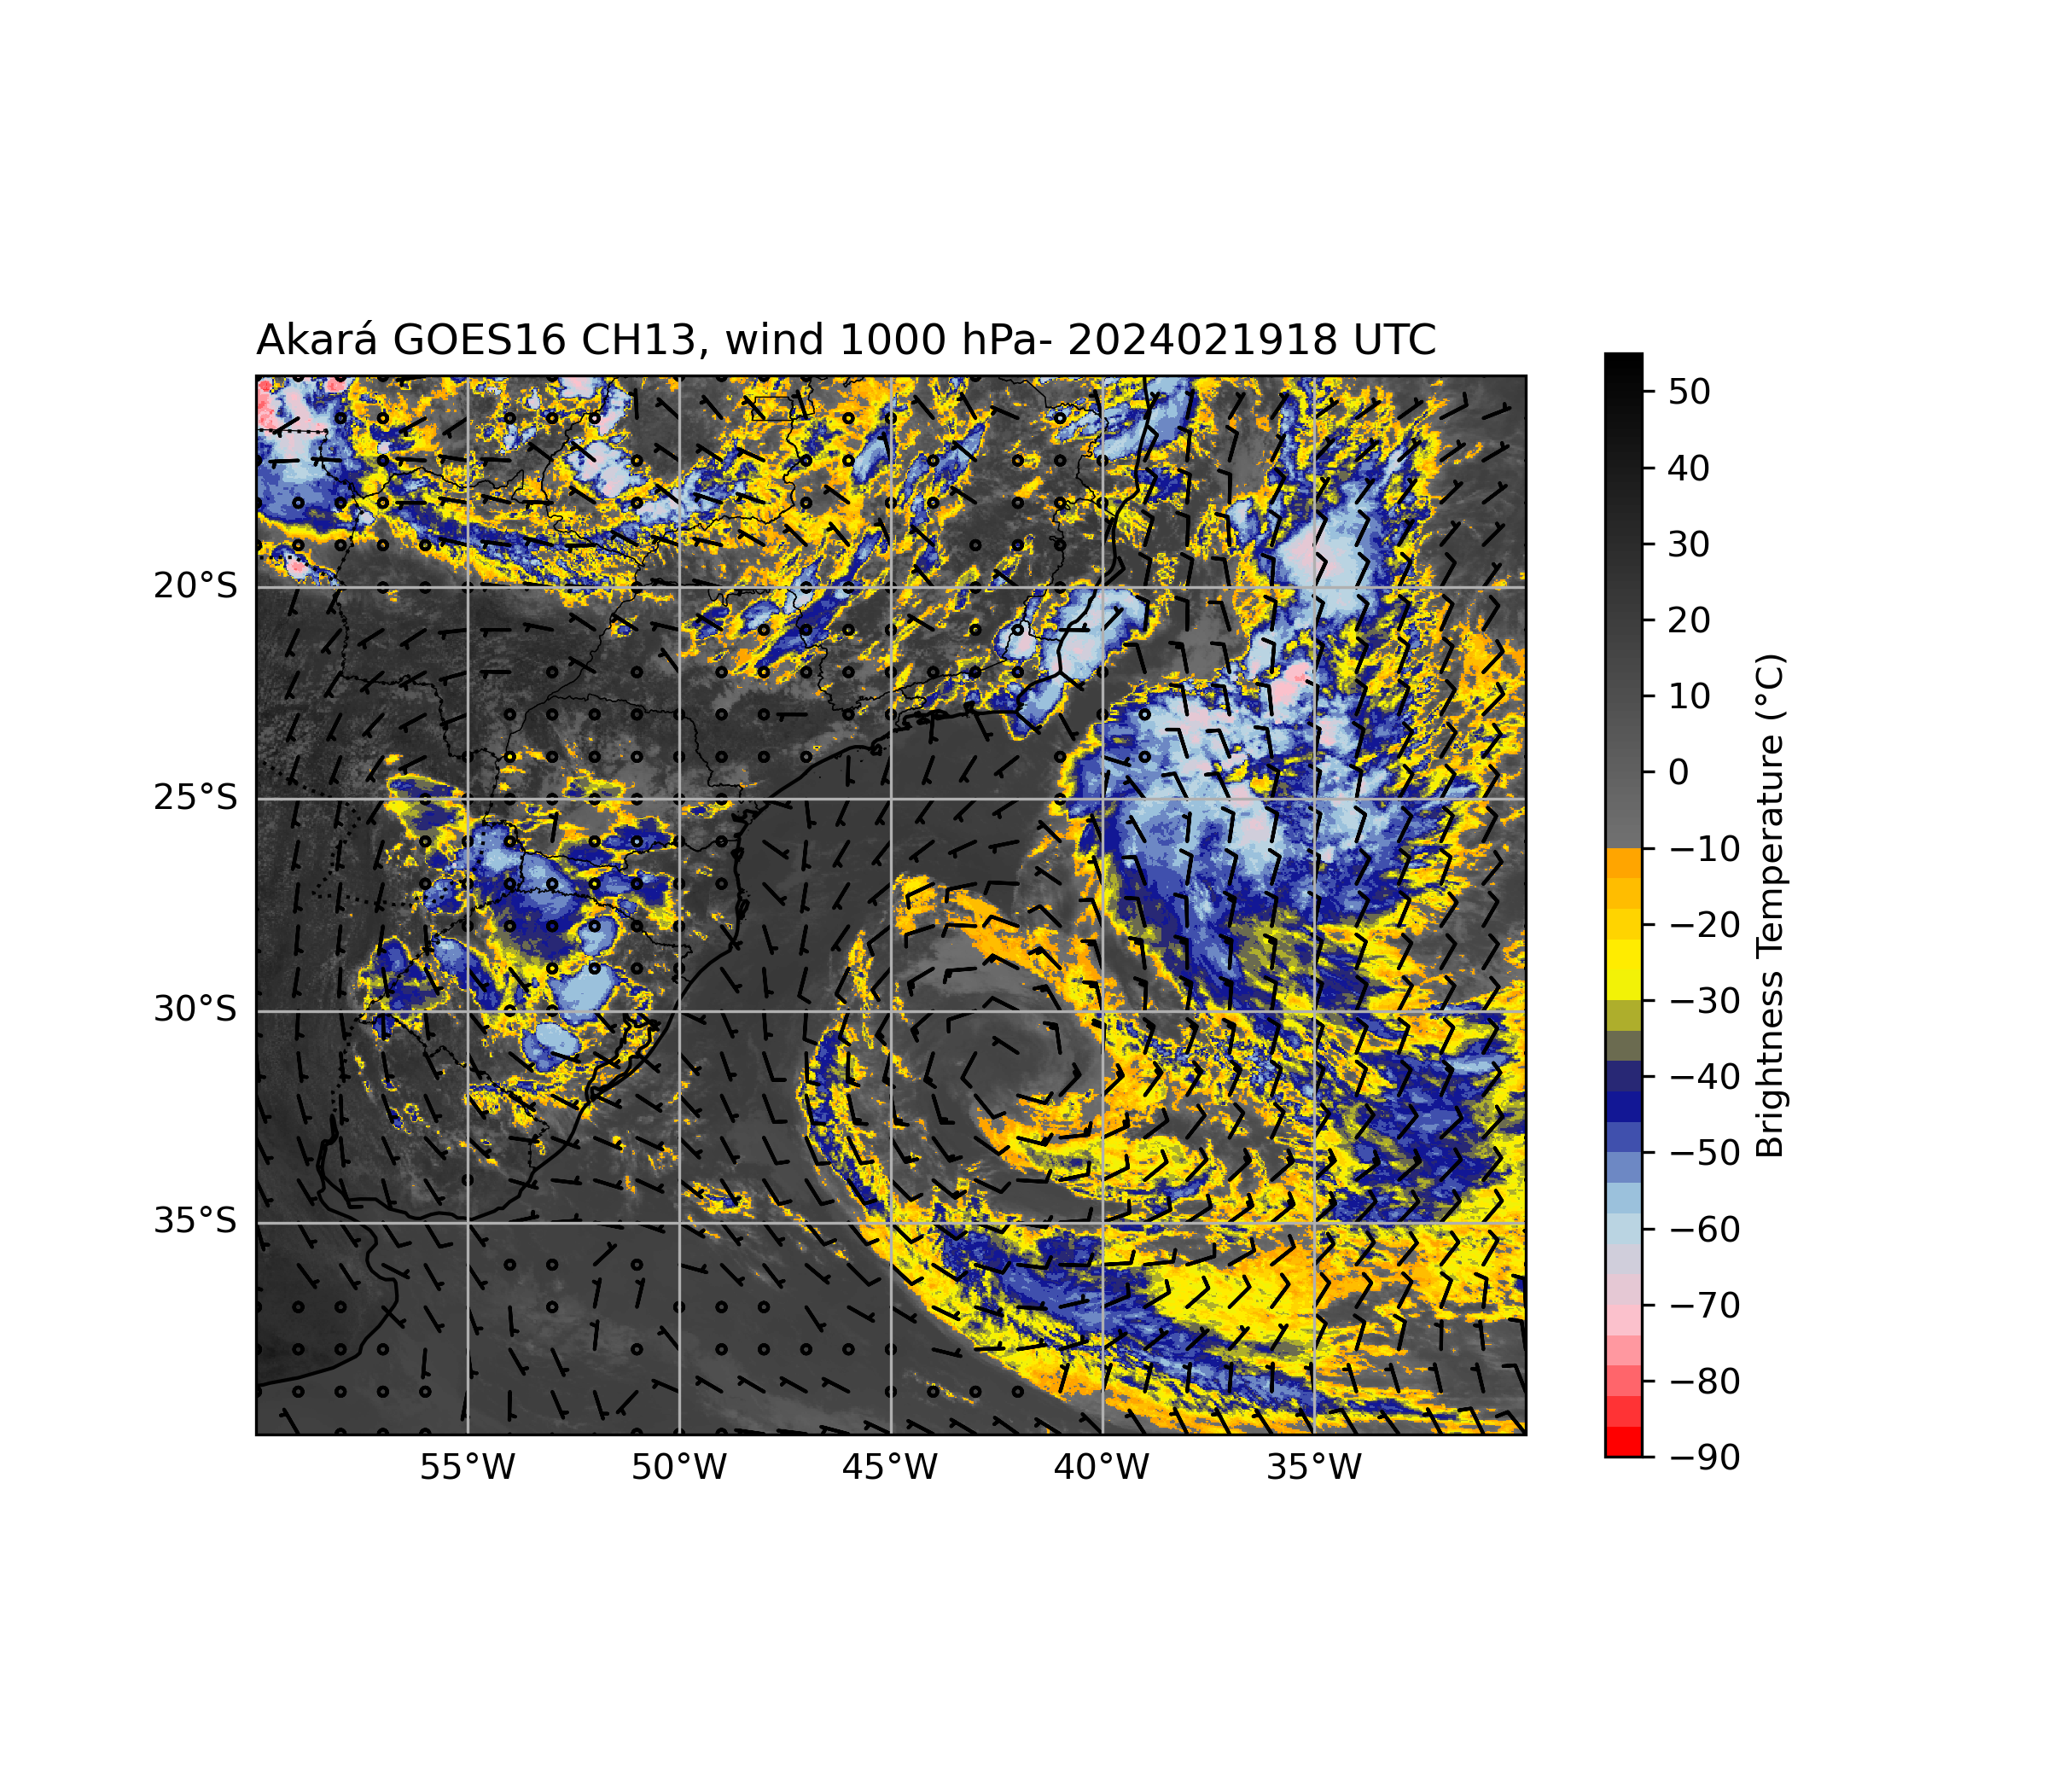 Akará GOES16 CH13, wind 1000 hPa- 2024021918 UTC
20°S
25°S
30°S
35°S
55°W
50°W
45°W
40°W
35°W
50
40
30
20
10
0
−10
−20
−30
−40
−50
−60
−70
−80
−90
Brightness Temperature (°C)